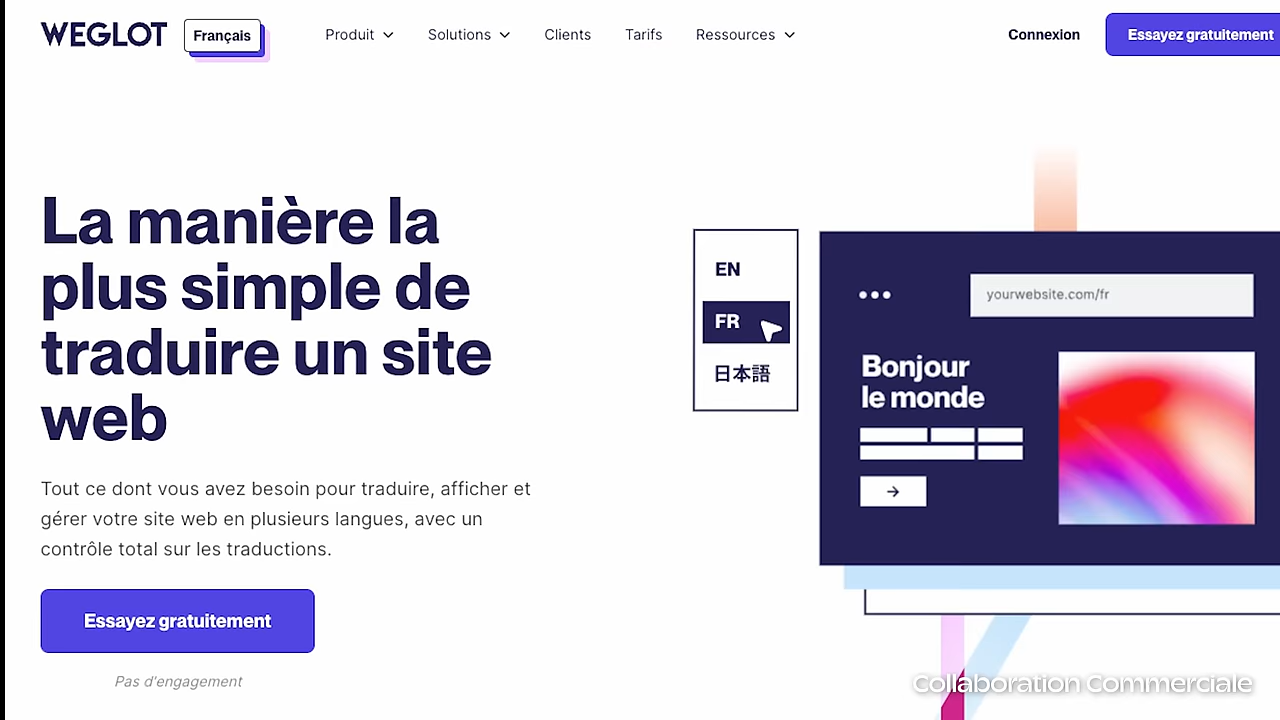 WEGLOT
Français
Produit
Solutions
Clients
Tarifs
Ressources
Connexion
Essayez gratuitement
La manière la
plus simple de
traduire un site
web
Tout ce dont vous avez besoin pour traduire, afficher et
gérer votre site web en plusieurs langues, avec un
contrôle total sur les traductions.
Essayez gratuitement
Pas d'engagement
EN
FR
日本語
yourwebsite.com/fr
Bonjour
le monde
Collaboration Commerciale